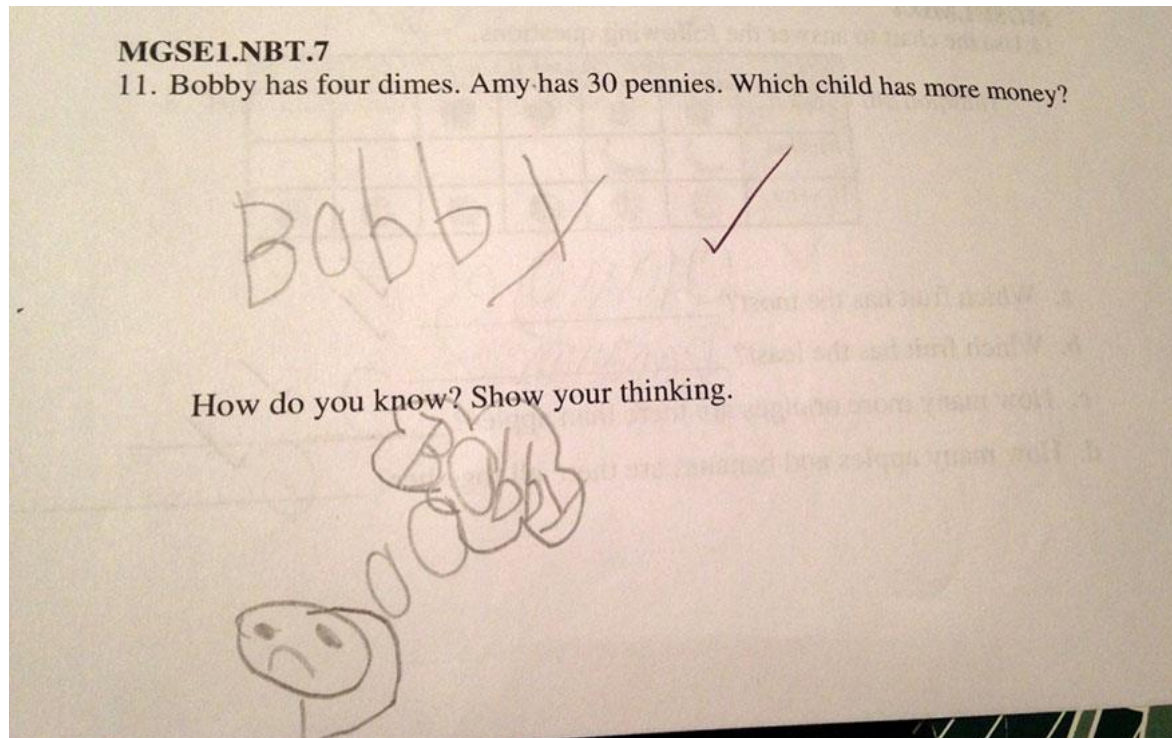 MGSE1.NBT.7
11. Bobby has four dimes. Amy has 30 pennies. Which child has more money?
Bobby
How do you know? Show your thinking.
Bobby